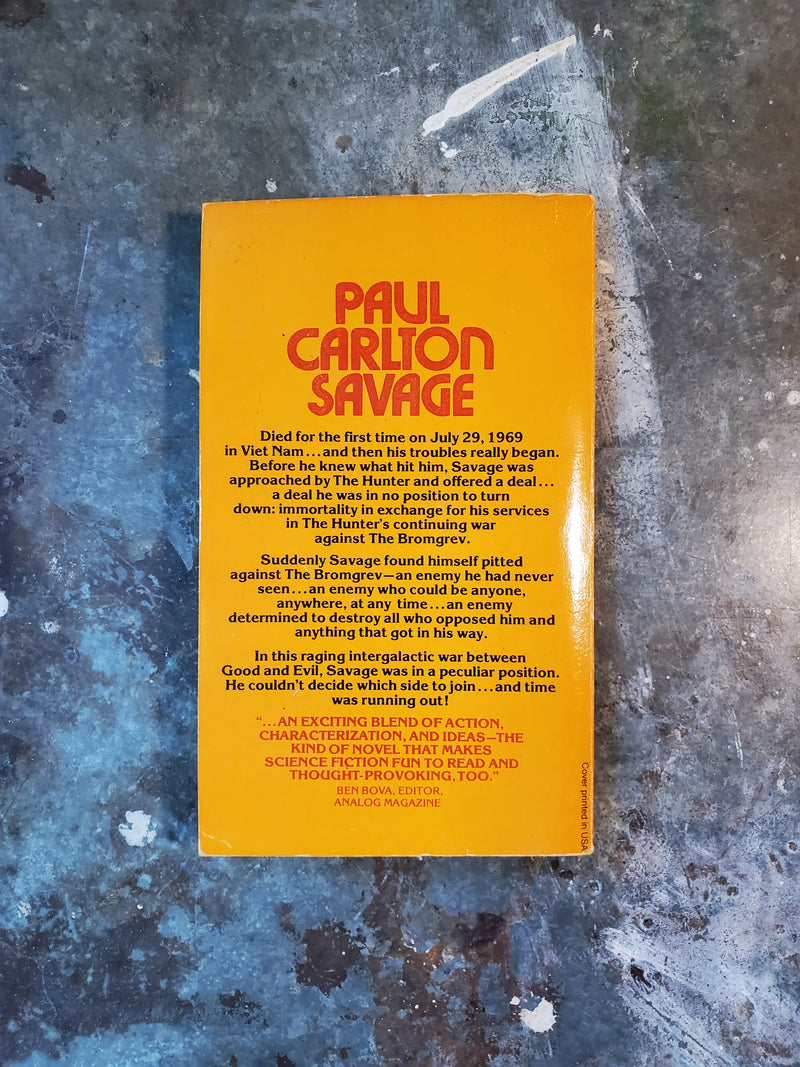 PAUL
CARLTON
SAVAGE
Died for the first time on July 29, 1969
in Viet Nam...and then his troubles really began.
Before he knew what hit him, Savage was
approached by The Hunter and offered a deal...
a deal he was in no position to turn
down: immortality in exchange for his services
in The Hunter's continuing war
against The Bromgrev.
Suddenly Savage found himself pitted
against The Bromgrev—an enemy he had never
seen...an enemy who could be anyone,
anywhere, at any time...an enemy
determined to destroy all who opposed him and
anything that got in his way.
In this raging intergalactic war between
Good and Evil, Savage was in a peculiar position.
He couldn't decide which side to join...and time
was running out!
"...AN EXCITING BLEND OF ACTION,
CHARACTERIZATION, AND IDEAS—THE
KIND OF NOVEL THAT MAKES
SCIENCE FICTION FUN TO READ AND
THOUGHT-PROVOKING, TOO."
BEN BOVA, EDITOR,
ANALOG MAGAZINE
Cover printed in USA